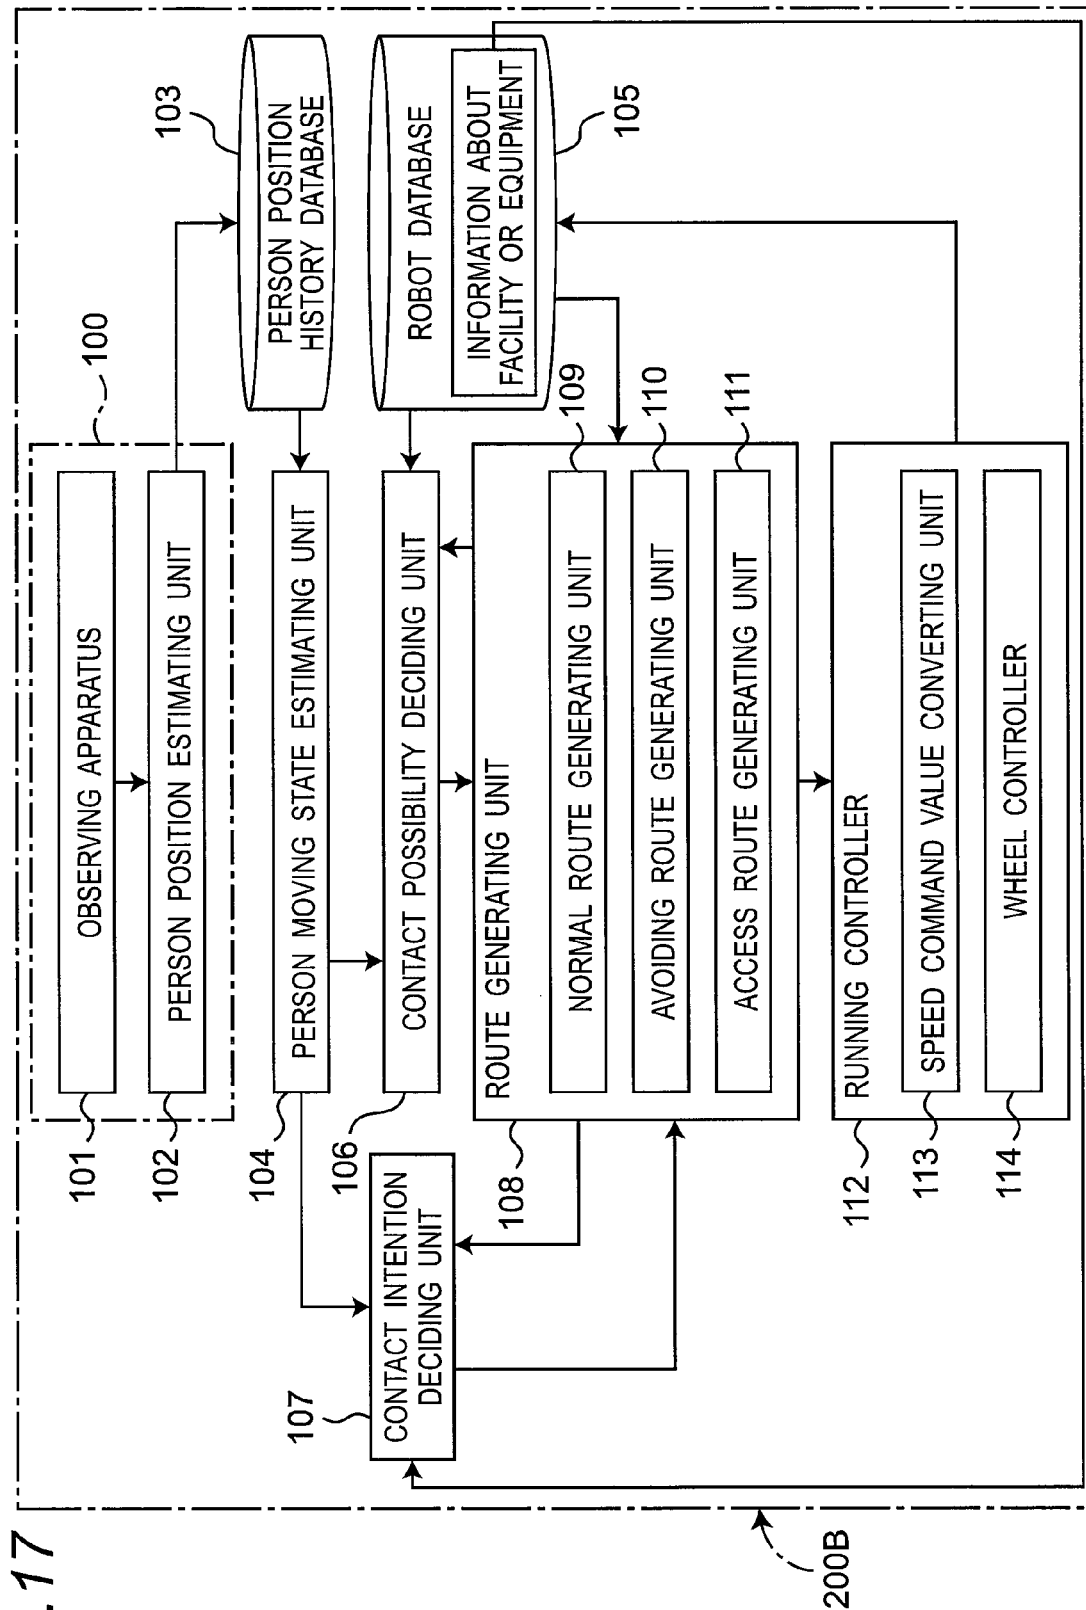 .17
100
101
OBSERVING APPARATUS
102
PERSON POSITION ESTIMATING UNIT
103
PERSON POSITION
HISTORY DATABASE
104
PERSON MOVING STATE ESTIMATING UNIT
ROBOT DATABASE
INFORMATION ABOUT
FACILITY OR EQUIPMENT
105
106
CONTACT POSSIBILITY DECIDING UNIT
107
CONTACT INTENTION
DECIDING UNIT
108
ROUTE GENERATING UNIT
NORMAL ROUTE GENERATING UNIT
109
AVOIDING ROUTE GENERATING UNIT
110
ACCESS ROUTE GENERATING UNIT
111
112
RUNNING CONTROLLER
113
SPEED COMMAND VALUE CONVERTING UNIT
114
WHEEL CONTROLLER
200B